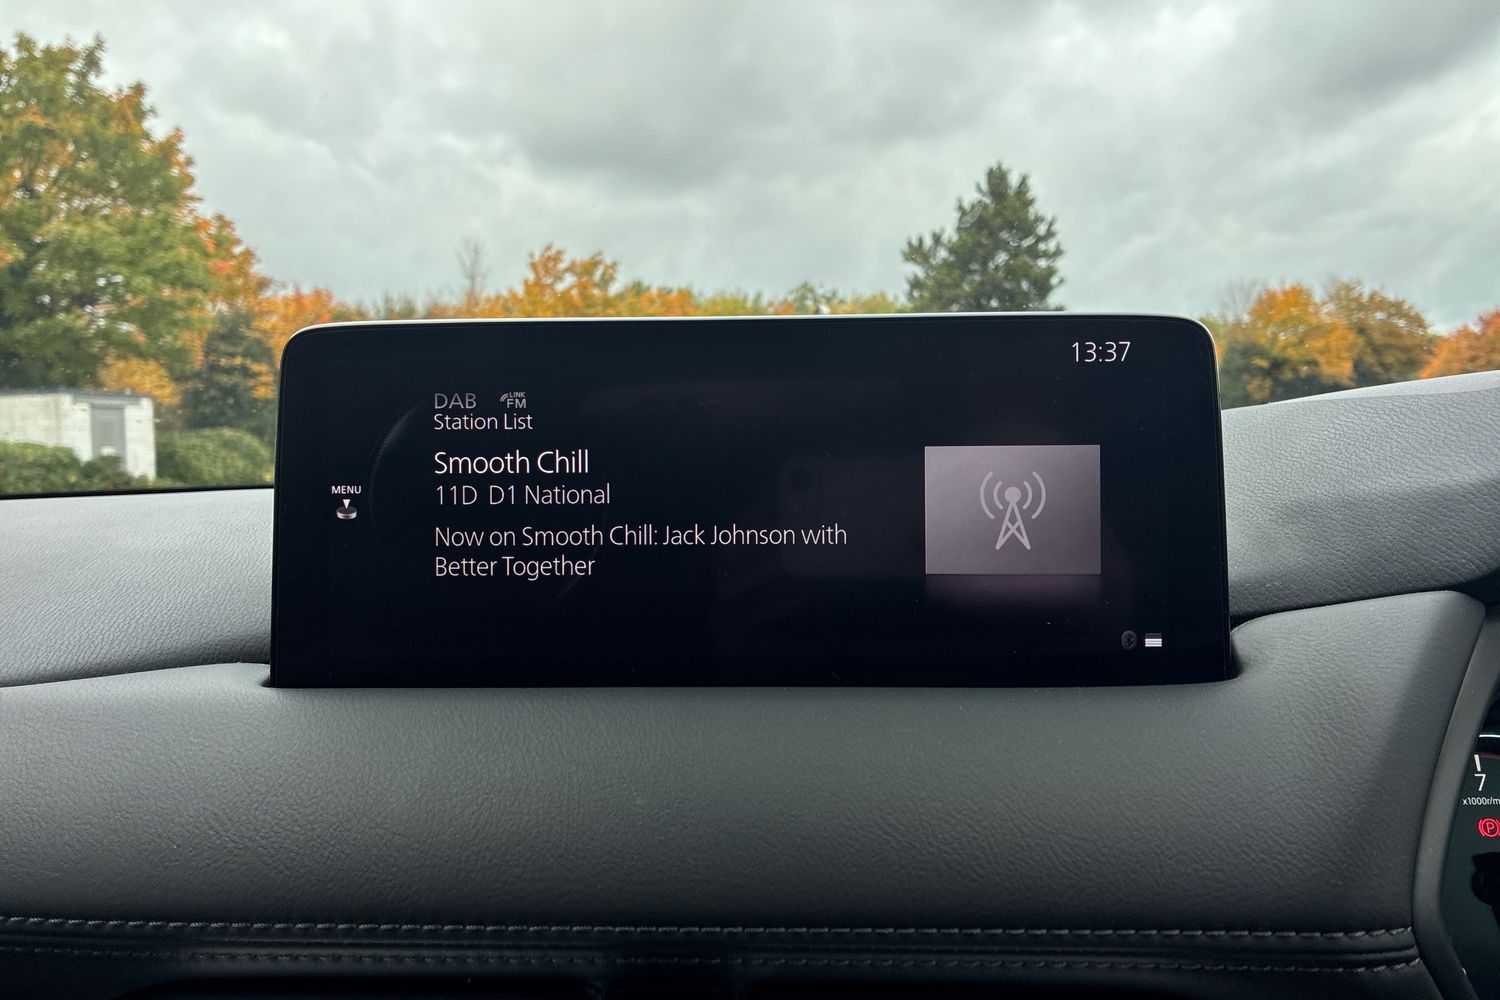 13:37
DAB LINK FM
Station List
Smooth Chill
MENU
11D D1 National
Now on Smooth Chill: Jack Johnson with
Better Together
7
x1000r/m
P